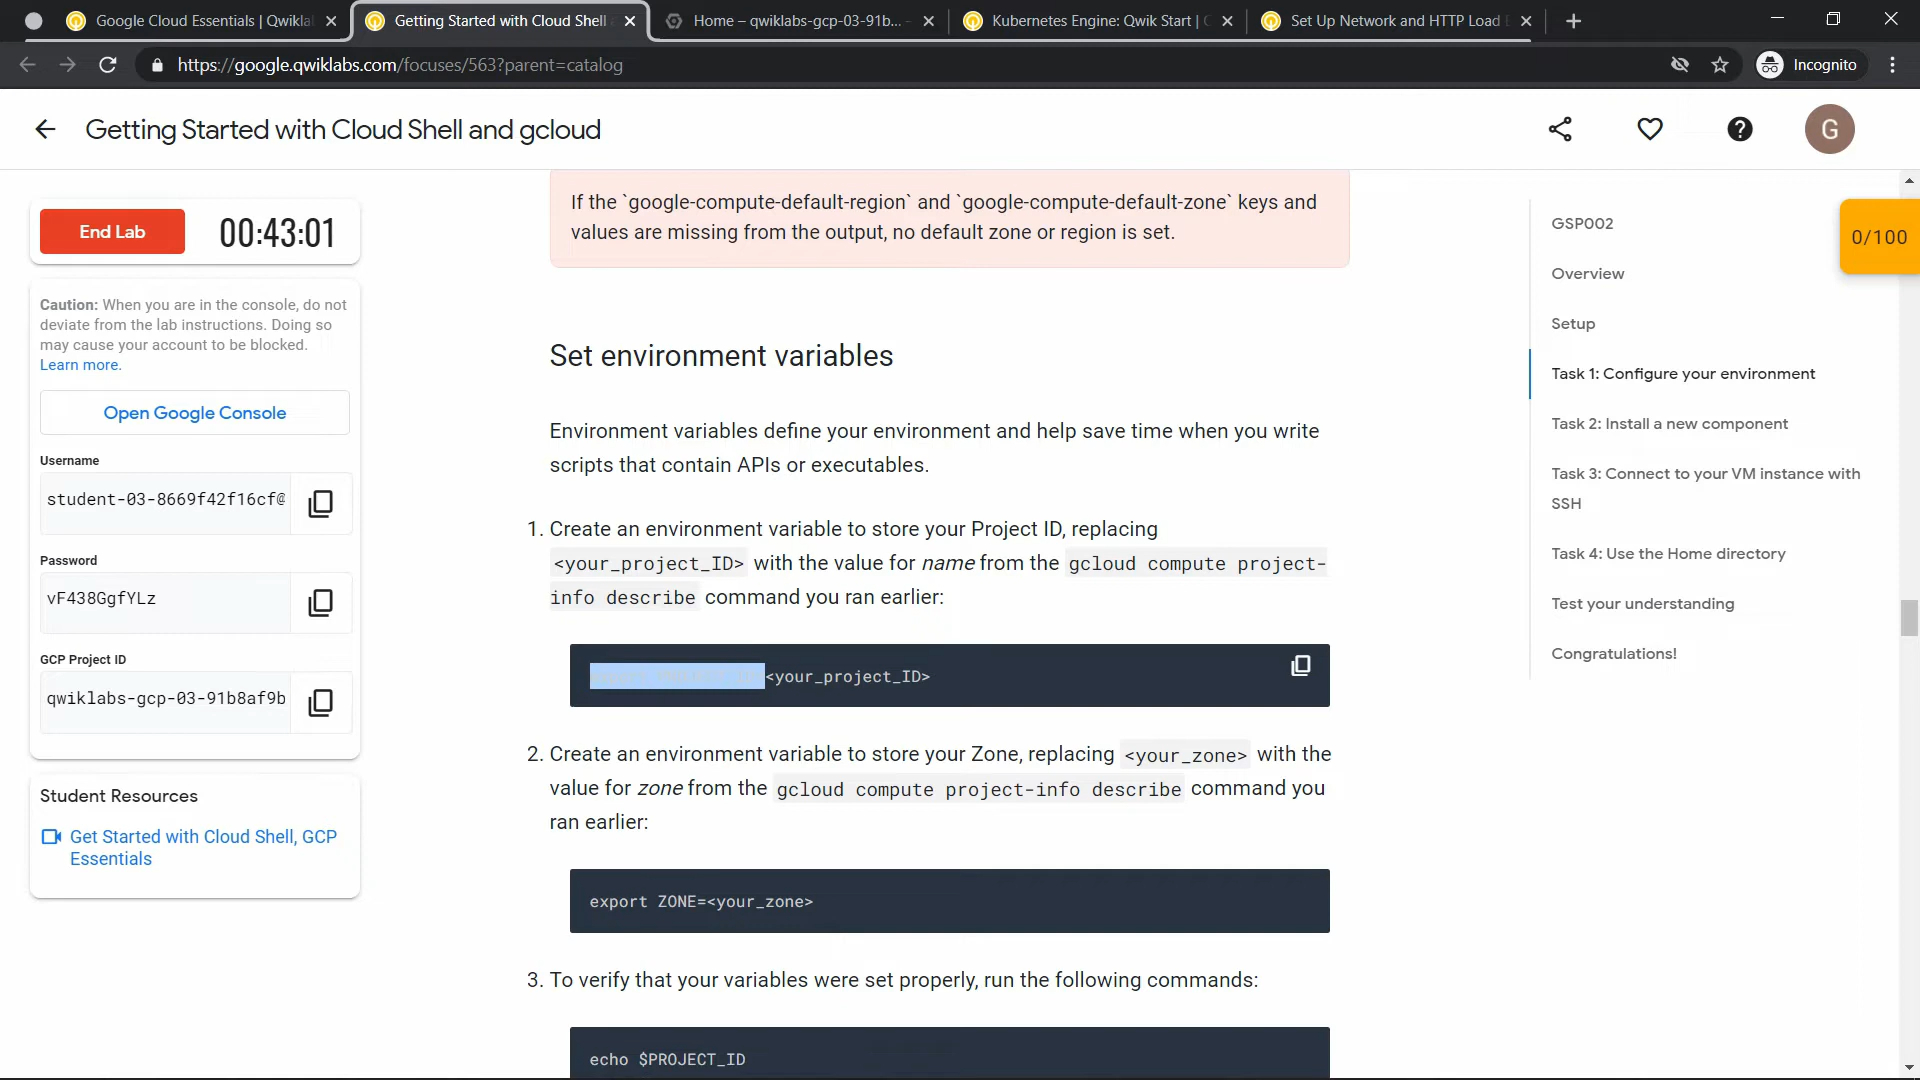 Google Cloud Essentials | Qwikla
Getting Started with Cloud Shell
Home – qwiklabs-gcp-03-91b...
Kubernetes Engine: Qwik Start |
Set Up Network and HTTP Load
https://google.qwiklabs.com/focuses/563?parent=catalog
Incognito
Getting Started with Cloud Shell and gcloud
G
End Lab
00:43:01
Caution: When you are in the console, do not
deviate from the lab instructions. Doing so
may cause your account to be blocked.
Learn more.
Open Google Console
Username
student-03-8669f42f16cf@
Password
vF438GgfYLz
GCP Project ID
qwiklabs-gcp-03-91b8af9b
Student Resources
Get Started with Cloud Shell, GCP
Essentials
If the `google-compute-default-region` and `google-compute-default-zone` keys and
values are missing from the output, no default zone or region is set.
Set environment variables
Environment variables define your environment and help save time when you write
scripts that contain APIs or executables.
1. Create an environment variable to store your Project ID, replacing
<your_project_ID> with the value for name from the gcloud compute project-
info describe command you ran earlier:
<your_project_ID>
2. Create an environment variable to store your Zone, replacing <your_zone> with the
value for zone from the gcloud compute project-info describe command you
ran earlier:
export ZONE=<your_zone>
3. To verify that your variables were set properly, run the following commands:
echo $PROJECT_ID
GSP002
Overview
Setup
Task 1: Configure your environment
Task 2: Install a new component
Task 3: Connect to your VM instance with
SSH
Task 4: Use the Home directory
Test your understanding
Congratulations!
0/100